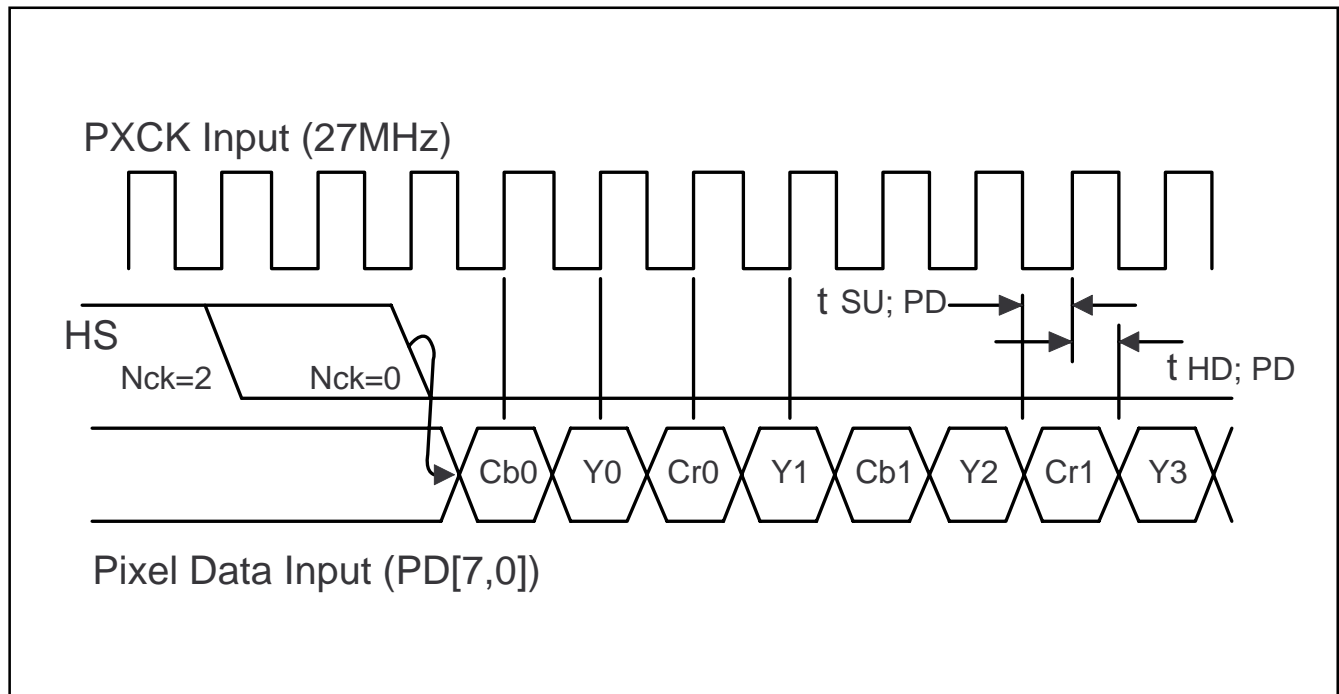 PXCK Input (27MHz)
t SU; PD
HS
Nck=2
Nck=0
t HD; PD
Cb0 Y0 Cr0 Y1 Cb1 Y2 Cr1 Y3
Pixel Data Input (PD[7,0])